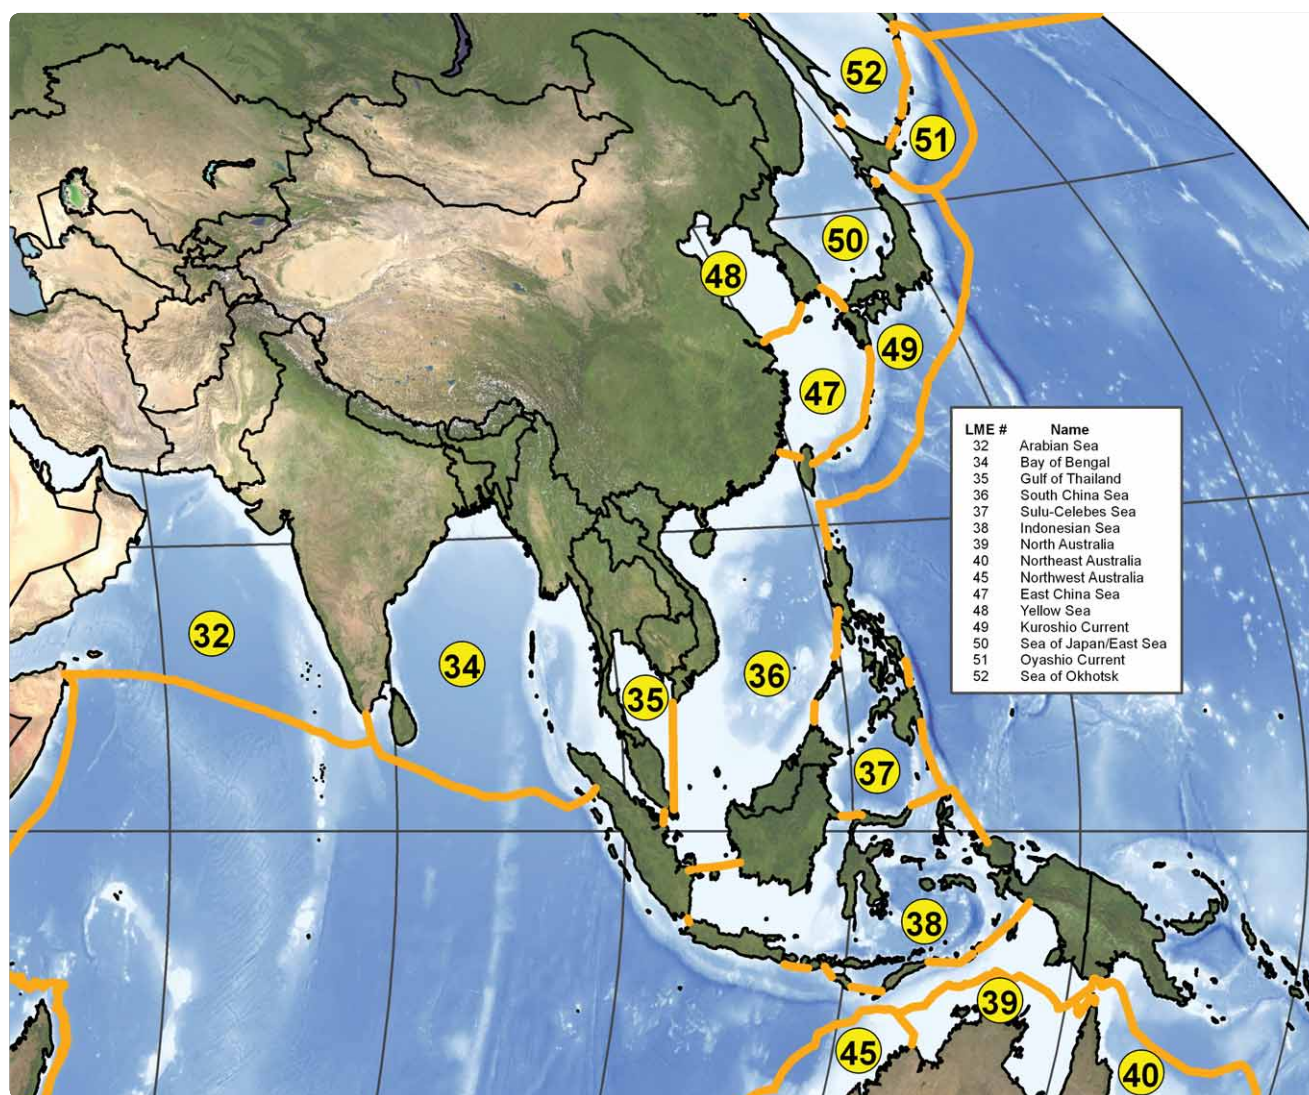 52
51
50
48
49
47
LME # Name
32 Arabian Sea
34 Bay of Bengal
35 Gulf of Thailand
36 South China Sea
37 Sulu-Celebes Sea
38 Indonesian Sea
39 North Australia
40 Northeast Australia
45 Northwest Australia
47 East China Sea
48 Yellow Sea
49 Kuroshio Current
50 Sea of Japan/East Sea
51 Oyashio Current
52 Sea of Okhotsk
32
34
36
35
37
38
39
45
40